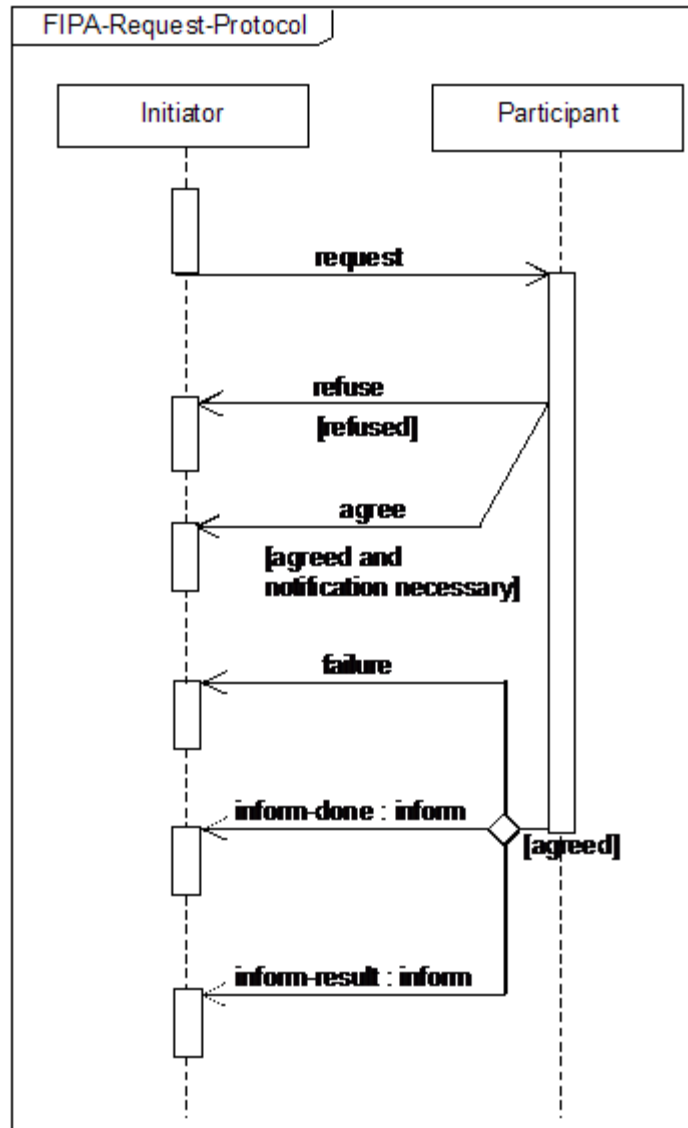 FIPA-Request-Protocol
Initiator
Participant
request
refuse
[refused]
agree
[agreed and
notification necessary]
failure
inform-done : inform
[agreed]
inform-result : inform